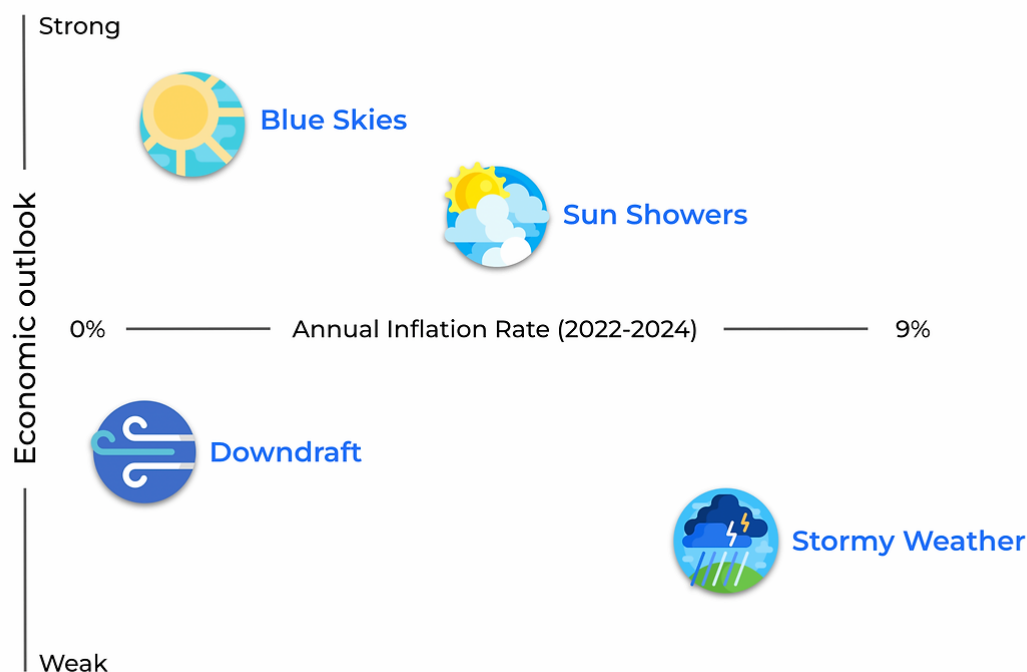 Strong
Blue Skies
Sun Showers
Economic outlook
0% Annual Inflation Rate (2022-2024) 9%
Downdraft
Stormy Weather
Weak